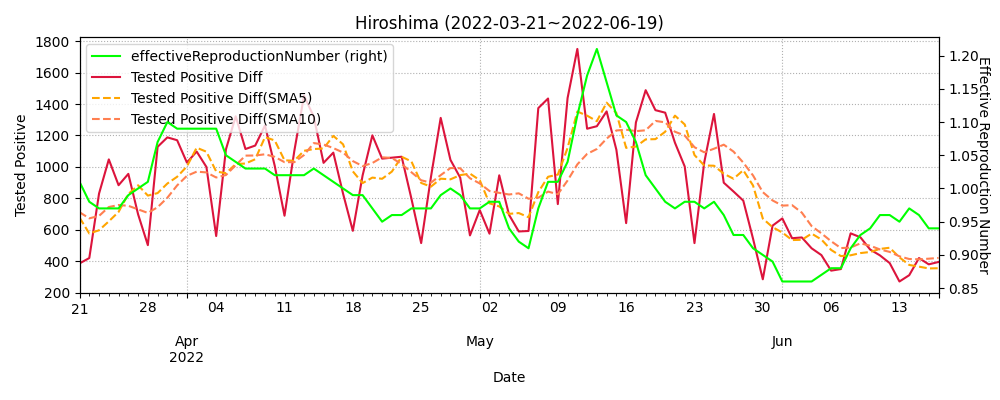 Hiroshima (2022-03-21~2022-06-19)
effectiveReproductionNumber (right)
Tested Positive Diff
Tested Positive Diff(SMA5)
Tested Positive Diff(SMA10)
Tested Positive
1800
1600
1400
1200
1000
800
600
400
200
1.20
1.15
1.10
1.05
1.00
0.95
0.90
0.85
Effective Reproduction Number
21 28 04 11 18 25 02 09 16 23 30 06 13
Apr May Jun
2022
Date